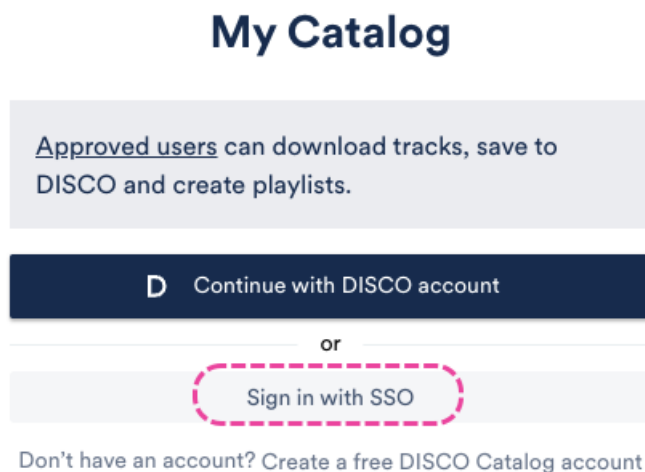 My Catalog
Approved users can download tracks, save to
DISCO and create playlists.
D Continue with DISCO account
or
Sign in with SSO
Don’t have an account? Create a free DISCO Catalog account